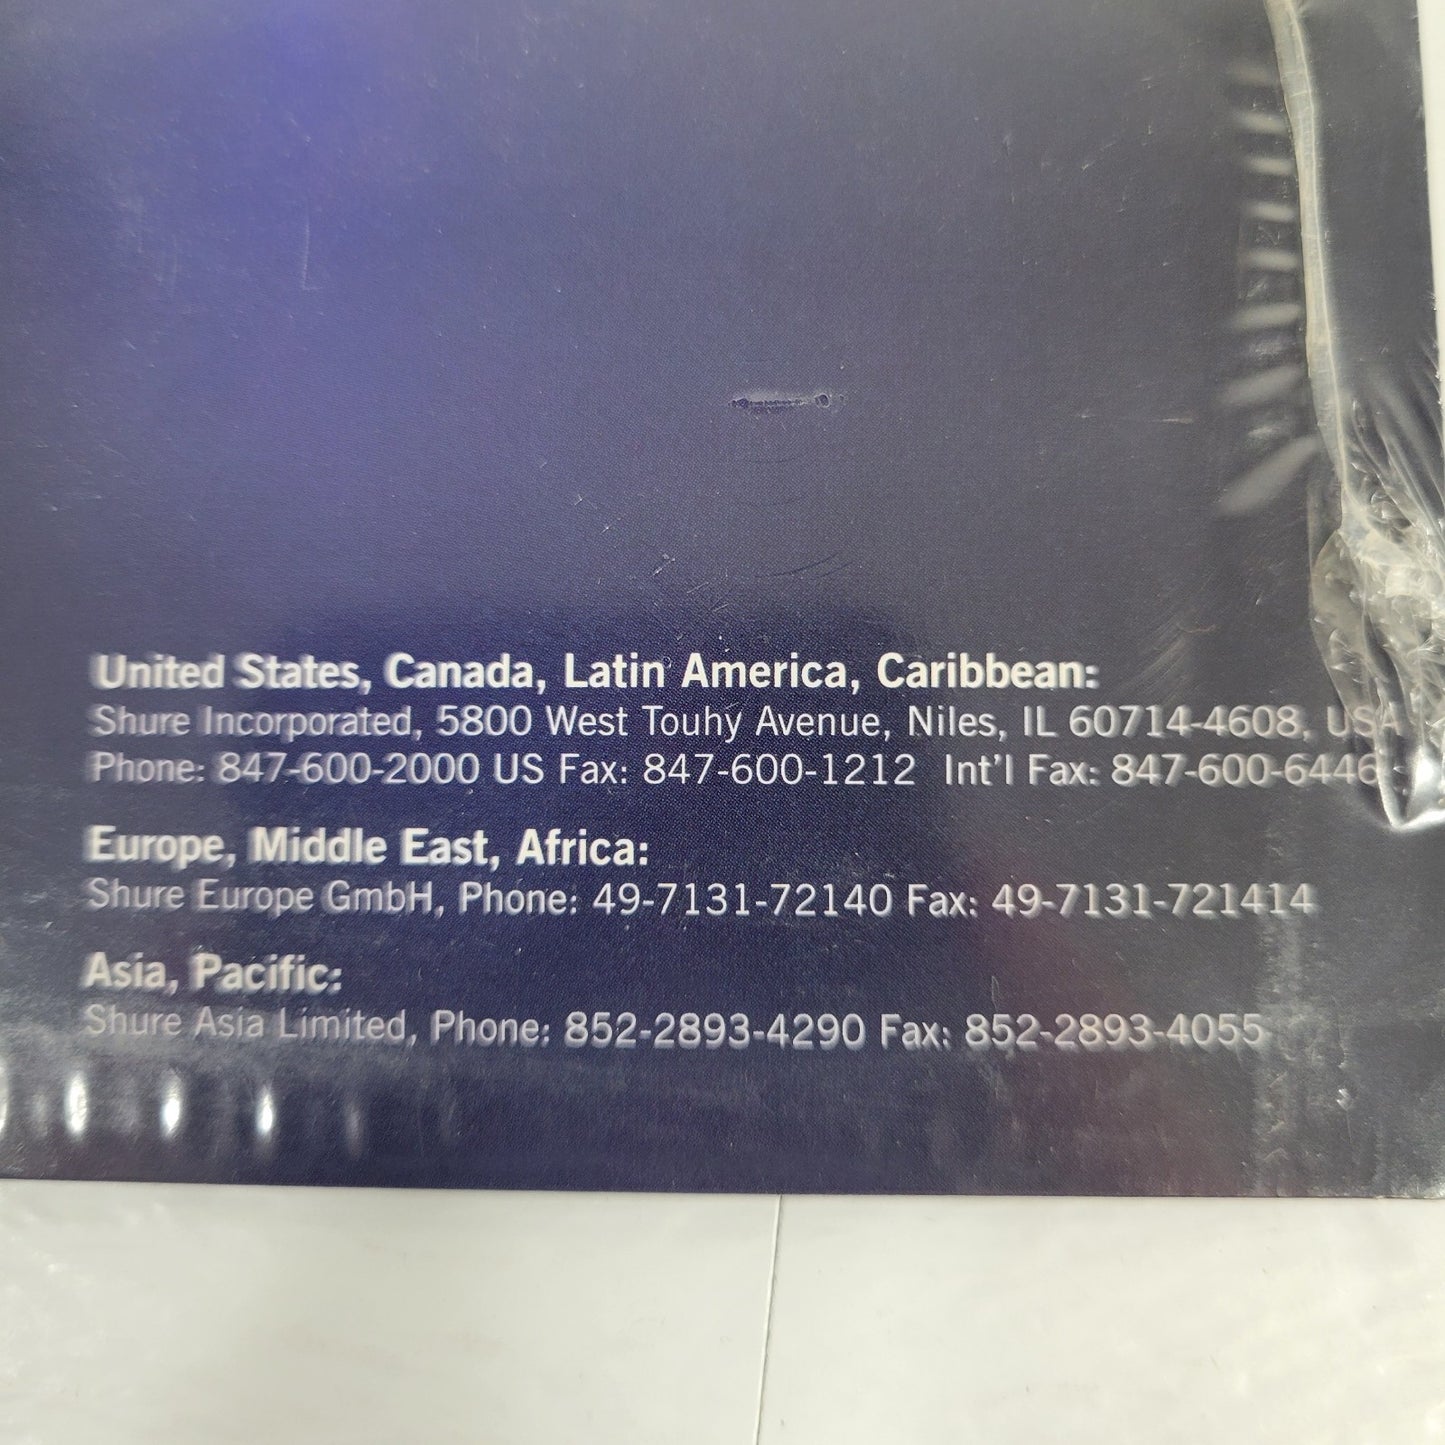 United States, Canada, Latin America, Caribbean:
Shure Incorporated, 5800 West Touhy Avenue, Niles, IL 60714-4608, USA
Phone: 847-600-2000 US Fax: 847-600-1212 Int'l Fax: 847-600-6446
Europe, Middle East, Africa:
Shure Europe GmbH, Phone: 49-7131-72140 Fax: 49-7131-721414
Asia, Pacific:
Shure Asia Limited, Phone: 852-2893-4290 Fax: 852-2893-4055